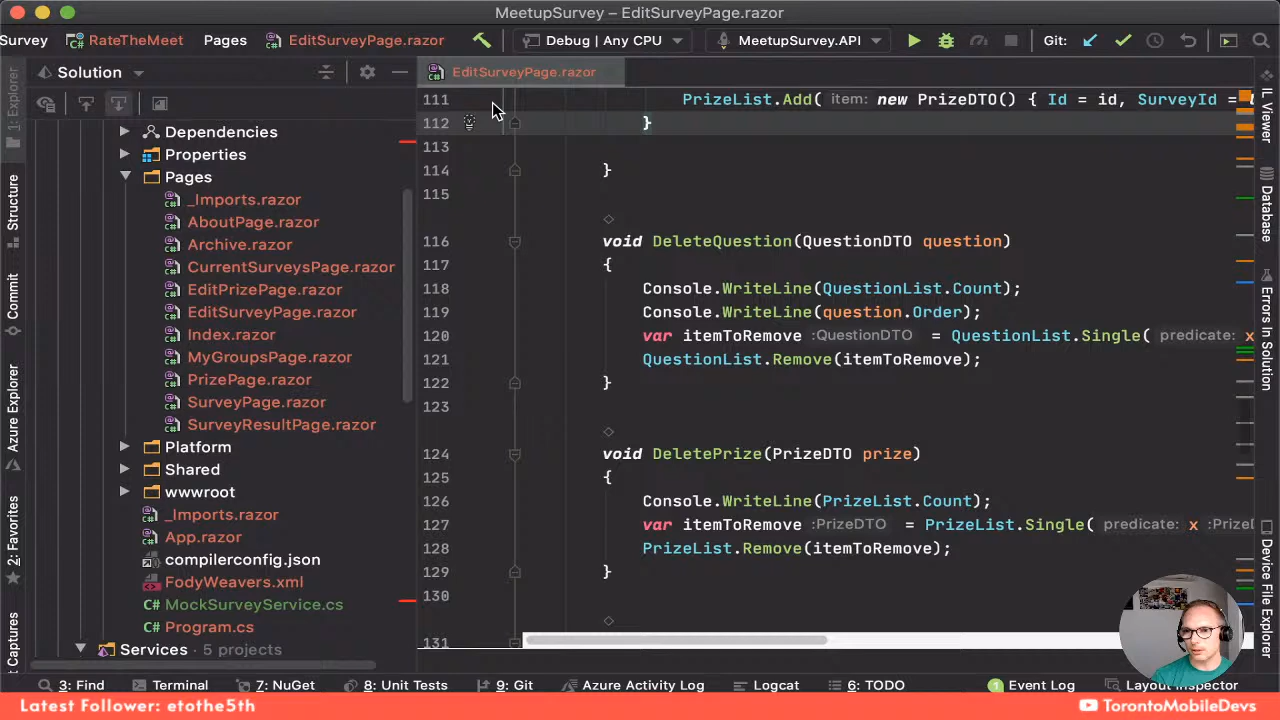 MeetupSurvey – EditSurveyPage.razor
Survey RateTheMeet Pages EditSurveyPage.razor Debug | Any CPU MeetupSurvey.API Git:
Solution
EditSurveyPage.razor
1: Explorer
Structure
Commit
Azure Explorer
2: Favorites
t Captures
Dependencies
Properties
Pages
_Imports.razor
AboutPage.razor
Archive.razor
CurrentSurveysPage.razor
EditPrizePage.razor
EditSurveyPage.razor
Index.razor
MyGroupsPage.razor
PrizePage.razor
SurveyPage.razor
SurveyResultPage.razor
Platform
Shared
wwwroot
_Imports.razor
App.razor
compilerconfig.json
FodyWeavers.xml
MockSurveyService.cs
Program.cs
Services · 5 projects
111 PrizeList.Add( item: new PrizeDTO() { Id = id, SurveyId =
112 }
113
114 }
115
116 void DeleteQuestion(QuestionDTO question)
117 {
118 Console.WriteLine(QuestionList.Count);
119 Console.WriteLine(question.Order);
120 var itemToRemove :QuestionDTO = QuestionList.Single( predicate: x
121 QuestionList.Remove(itemToRemove);
122 }
123
124 void DeletePrize(PrizeDTO prize)
125 {
126 Console.WriteLine(PrizeList.Count);
127 var itemToRemove :PrizeDTO = PrizeList.Single( predicate: x :PrizeD
128 PrizeList.Remove(itemToRemove);
129 }
130
131
IL Viewer
Database
Errors In Solution
Device File Explorer
3: Find Terminal 7: NuGet 8: Unit Tests 9: Git Azure Activity Log Logcat 6: TODO 1 Event Log Layout Inspector
Latest Follower: etothe5th
TorontoMobileDevs